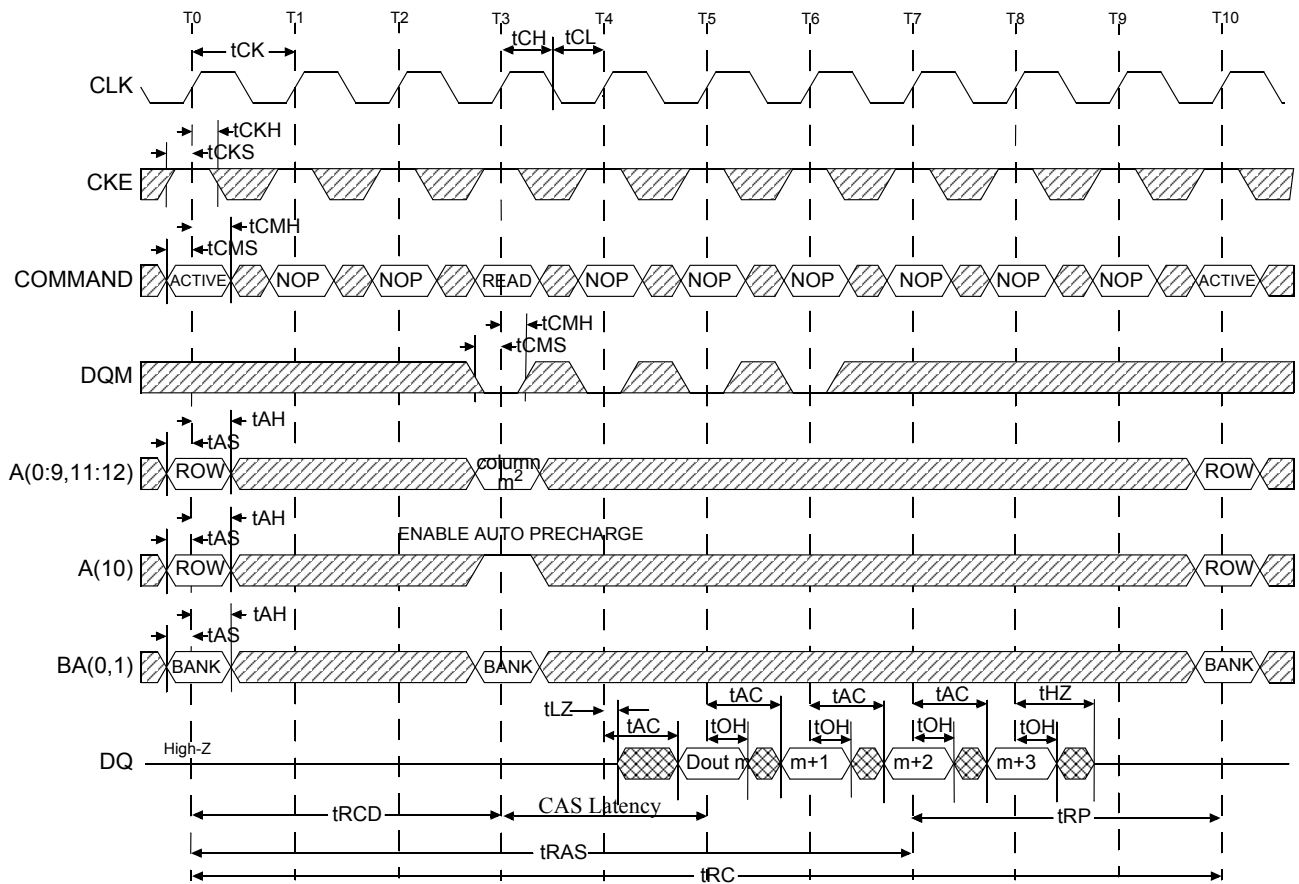 T0 T1 T2 T3 T4 T5 T6 T7 T8 T9 T10
tCK tCH tCL
CLK
tCKH
tCKS
CKE
tCMH
tCMS
COMMAND ACTIVE NOP NOP READ NOP NOP NOP NOP NOP NOP ACTIVE
tCMH
tCMS
DQM
tAH
tAS
A(0:9,11:12) ROW column m2 ROW
tAH
tAS ENABLE AUTO PRECHARGE
A(10) ROW ROW
tAH
tAS
BA(0,1) BANK BANK BANK
tLZ tAC tAC tAC tHZ
tAC tOH tOH tOH tOH
DQ High-Z Dout m m+1 m+2 m+3
tRCD CAS Latency tRP
tRAS
tRC